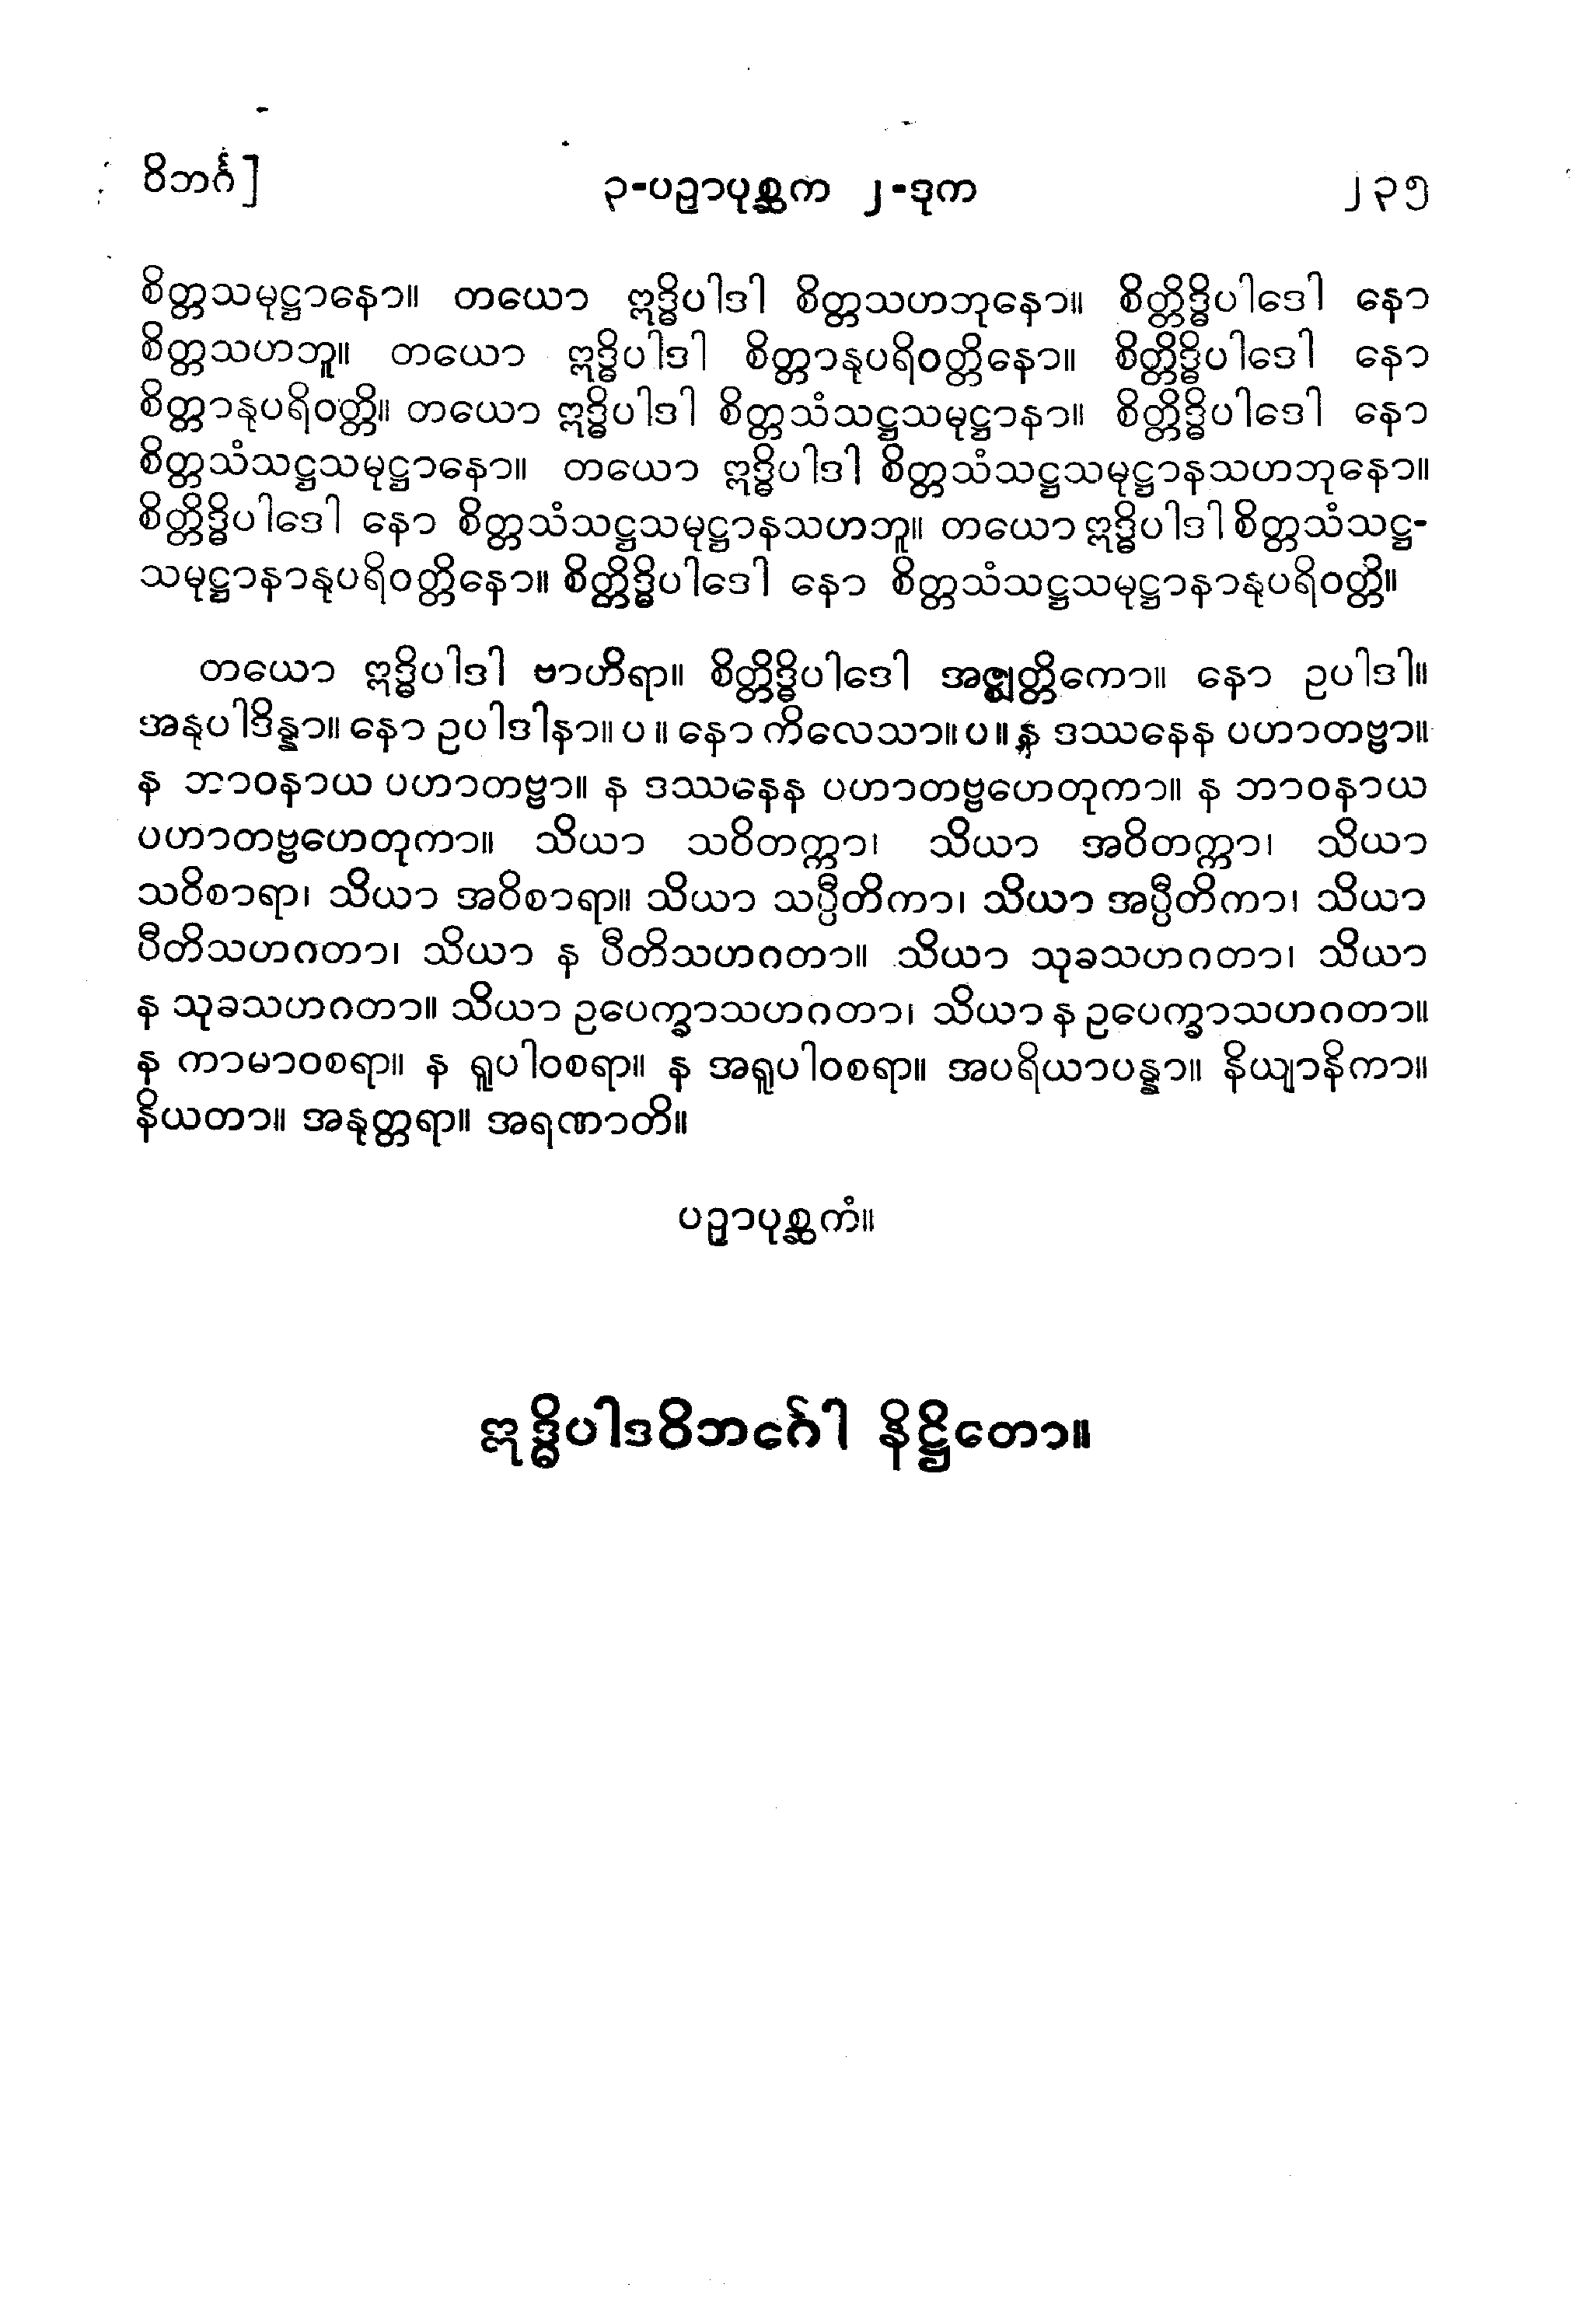 ဝိဘင်္ဂ] ၃-ပဉှာပုစ္ဆက ၂-ဒုက ၂၃၅
စိတ္တသမုဋ္ဌာနော။ တယော ဣဒ္ဓိပါဒါ စိတ္တသဟဘုနော။ စိတ္တိဒ္ဓိပါဒေါ နော
စိတ္တသဟဘူ။ တယော ဣဒ္ဓိပါဒါ စိတ္တာနုပရိဝတ္တိနော။ စိတ္တိဒ္ဓိပါဒေါ နော
စိတ္တာနုပရိဝတ္တိ။ တယော ဣဒ္ဓိပါဒါ စိတ္တသံသဋ္ဌသမုဋ္ဌာနာ။ စိတ္တိဒ္ဓိပါဒေါ နော
စိတ္တသံသဋ္ဌသမုဋ္ဌာနော။ တယော ဣဒ္ဓိပါဒါ စိတ္တသံသဋ္ဌသမုဋ္ဌာနသဟဘုနော။
စိတ္တိဒ္ဓိပါဒေါ နော စိတ္တသံသဋ္ဌသမုဋ္ဌာနသဟဘူ။ တယော ဣဒ္ဓိပါဒါ စိတ္တသံသဋ္ဌ-
သမုဋ္ဌာနာနုပရိဝတ္တိနော။ စိတ္တိဒ္ဓိပါဒေါ နော စိတ္တသံသဋ္ဌသမုဋ္ဌာနာနုပရိဝတ္တိ။
တယော ဣဒ္ဓိပါဒါ ဗာဟိရာ။ စိတ္တိဒ္ဓိပါဒေါ အဇ္ဈတ္တိကော။ နော ဥပါဒါ။
အနုပါဒိန္နာ။ နော ဥပါဒါနာ။ ပ ။ နော ကိလေသာ။ ပ ။ န ဒဿနေန ပဟာတဗ္ဗာ။
န ဘာဝနာယ ပဟာတဗ္ဗာ။ န ဒဿနေန ပဟာတဗ္ဗဟေတုကာ။ န ဘာဝနာယ
ပဟာတဗ္ဗဟေတုကာ။ သိယာ သဝိတက္ကာ၊ သိယာ အဝိတက္ကာ၊ သိယာ
သဝိစာရာ၊ သိယာ အဝိစာရာ။ သိယာ သပ္ပီတိကာ၊ သိယာ အပ္ပီတိကာ၊ သိယာ
ပီတိသဟဂတာ၊ သိယာ န ပီတိသဟဂတာ။ သိယာ သုခသဟဂတာ၊ သိယာ
န သုခသဟဂတာ။ သိယာ ဥပေက္ခာသဟဂတာ၊ သိယာ န ဥပေက္ခာသဟဂတာ။
န ကာမာဝစရာ။ န ရူပါဝစရာ။ န အရူပါဝစရာ။ အပရိယာပန္နာ။ နိယျာနိကာ။
နိယတာ။ အနုတ္တရာ။ အရဏာတိ။
ပဉှာပုစ္ဆကံ။
ဣဒ္ဓိပါဒဝိဘင်္ဂေါ နိဋ္ဌိတော။